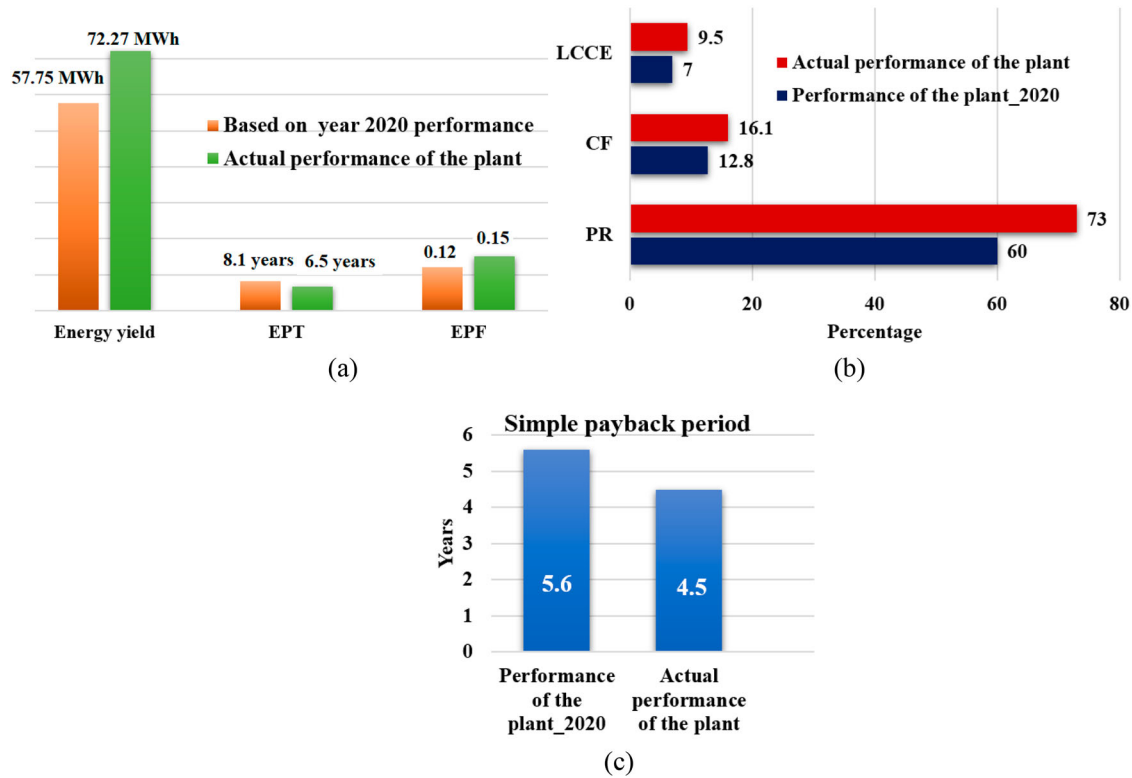 72.27 MWh
57.75 MWh
Based on year 2020 performance
Actual performance of the plant
8.1 years
6.5 years
0.12
0.15
Energy yield
EPT
EPF
(a)
LCCE
9.5
7
Actual performance of the plant
Performance of the plant_2020
CF
16.1
12.8
PR
73
60
0
20
40
60
80
Percentage
(b)
Simple payback period
6
5
4
3
2
1
0
Years
5.6
4.5
Performance
of the
plant_2020
Actual
performance
of the plant
(c)